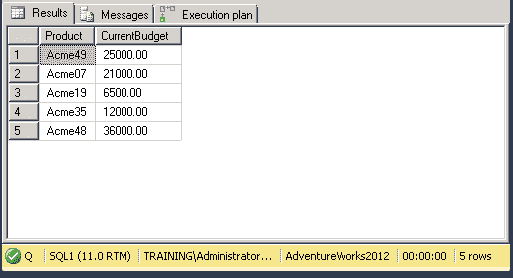 Results Messages Execution plan
Product CurrentBudget
1 Acme49 25000.00
2 Acme07 21000.00
3 Acme19 6500.00
4 Acme35 12000.00
5 Acme48 36000.00
Q SQL1 (11.0 RTM) TRAINING\Administrator... AdventureWorks2012 00:00:00 5 rows